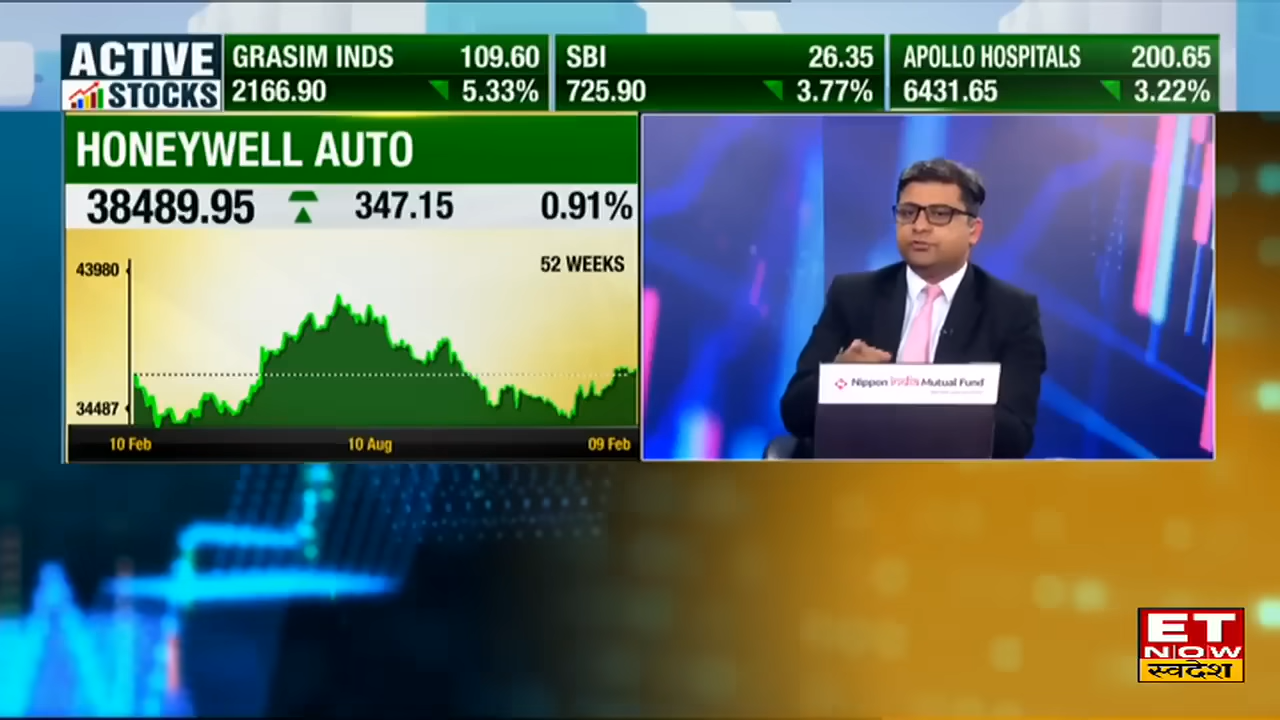 ACTIVE
STOCKS
GRASIM INDS 109.60
2166.90 5.33%
SBI 26.35
725.90 3.77%
APOLLO HOSPITALS 200.65
6431.65 3.22%
HONEYWELL AUTO
38489.95 347.15 0.91%
52 WEEKS
43980
34487
10 Feb 10 Aug 09 Feb
Nippon india Mutual Fund
ET
NOW
स्वदेश